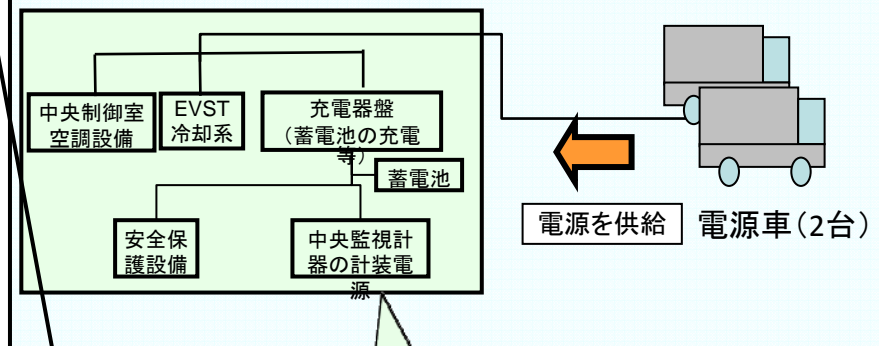 中央制御室
空調設備
EVST
冷却系
充電器盤
（蓄電池の充電
等）
蓄電池
安全保
護設備
中央監視計
器の計装電
源
電源を供給
電源車（2台）